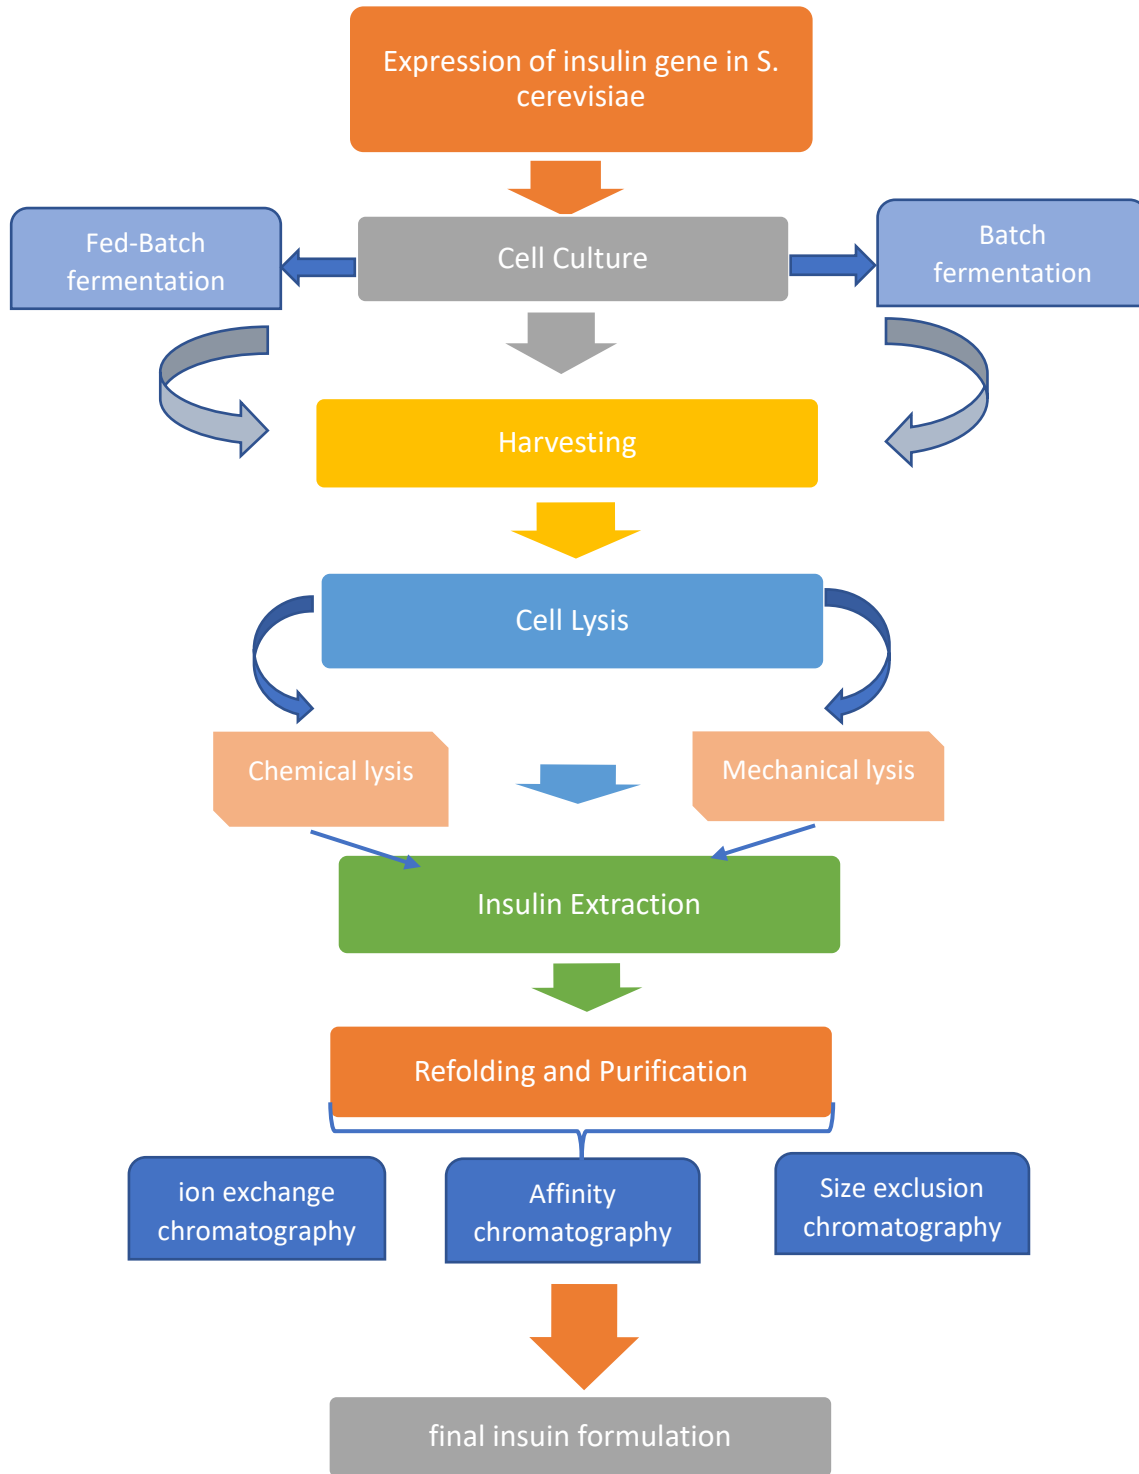 Expression of insulin gene in S.
cerevisiae
Fed-Batch
fermentation
Cell Culture
Batch
fermentation
Harvesting
Cell Lysis
Chemical lysis
Mechanical lysis
Insulin Extraction
Refolding and Purification
ion exchange
chromatography
Affinity
chromatography
Size exclusion
chromatography
final insuin formulation